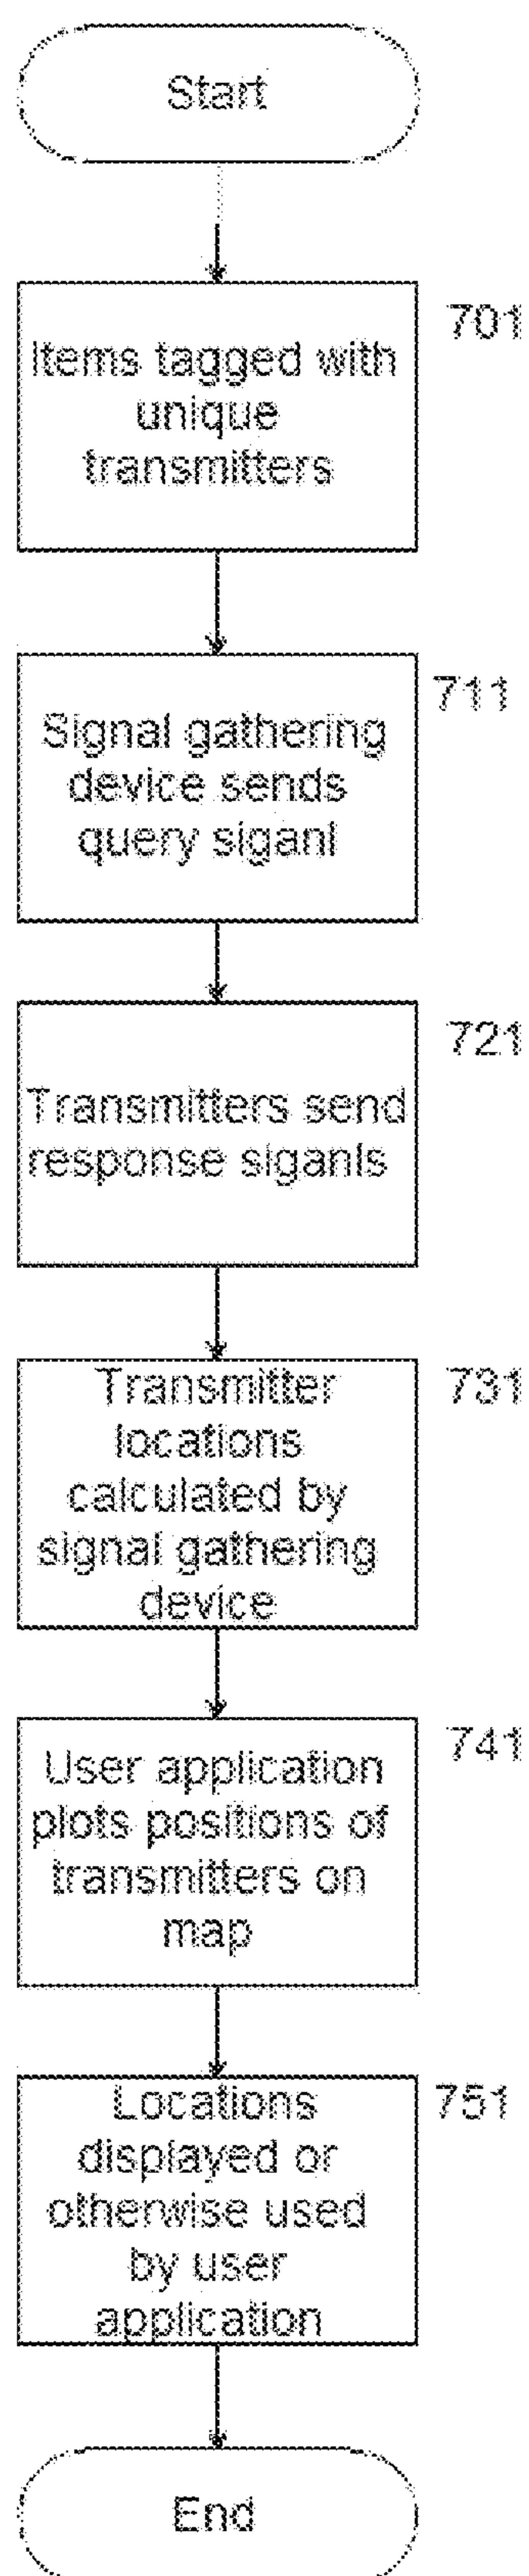 Start
701
Items tagged with
unique
transmitters
711
Signal gathering
device sends
query siganl
721
Transmitters send
response siganls
731
Transmitter
locations
calculated by
signal gathering
device
741
User application
plots positions of
transmitters on
map
751
Locations
displayed or
otherwise used
by user
application
End